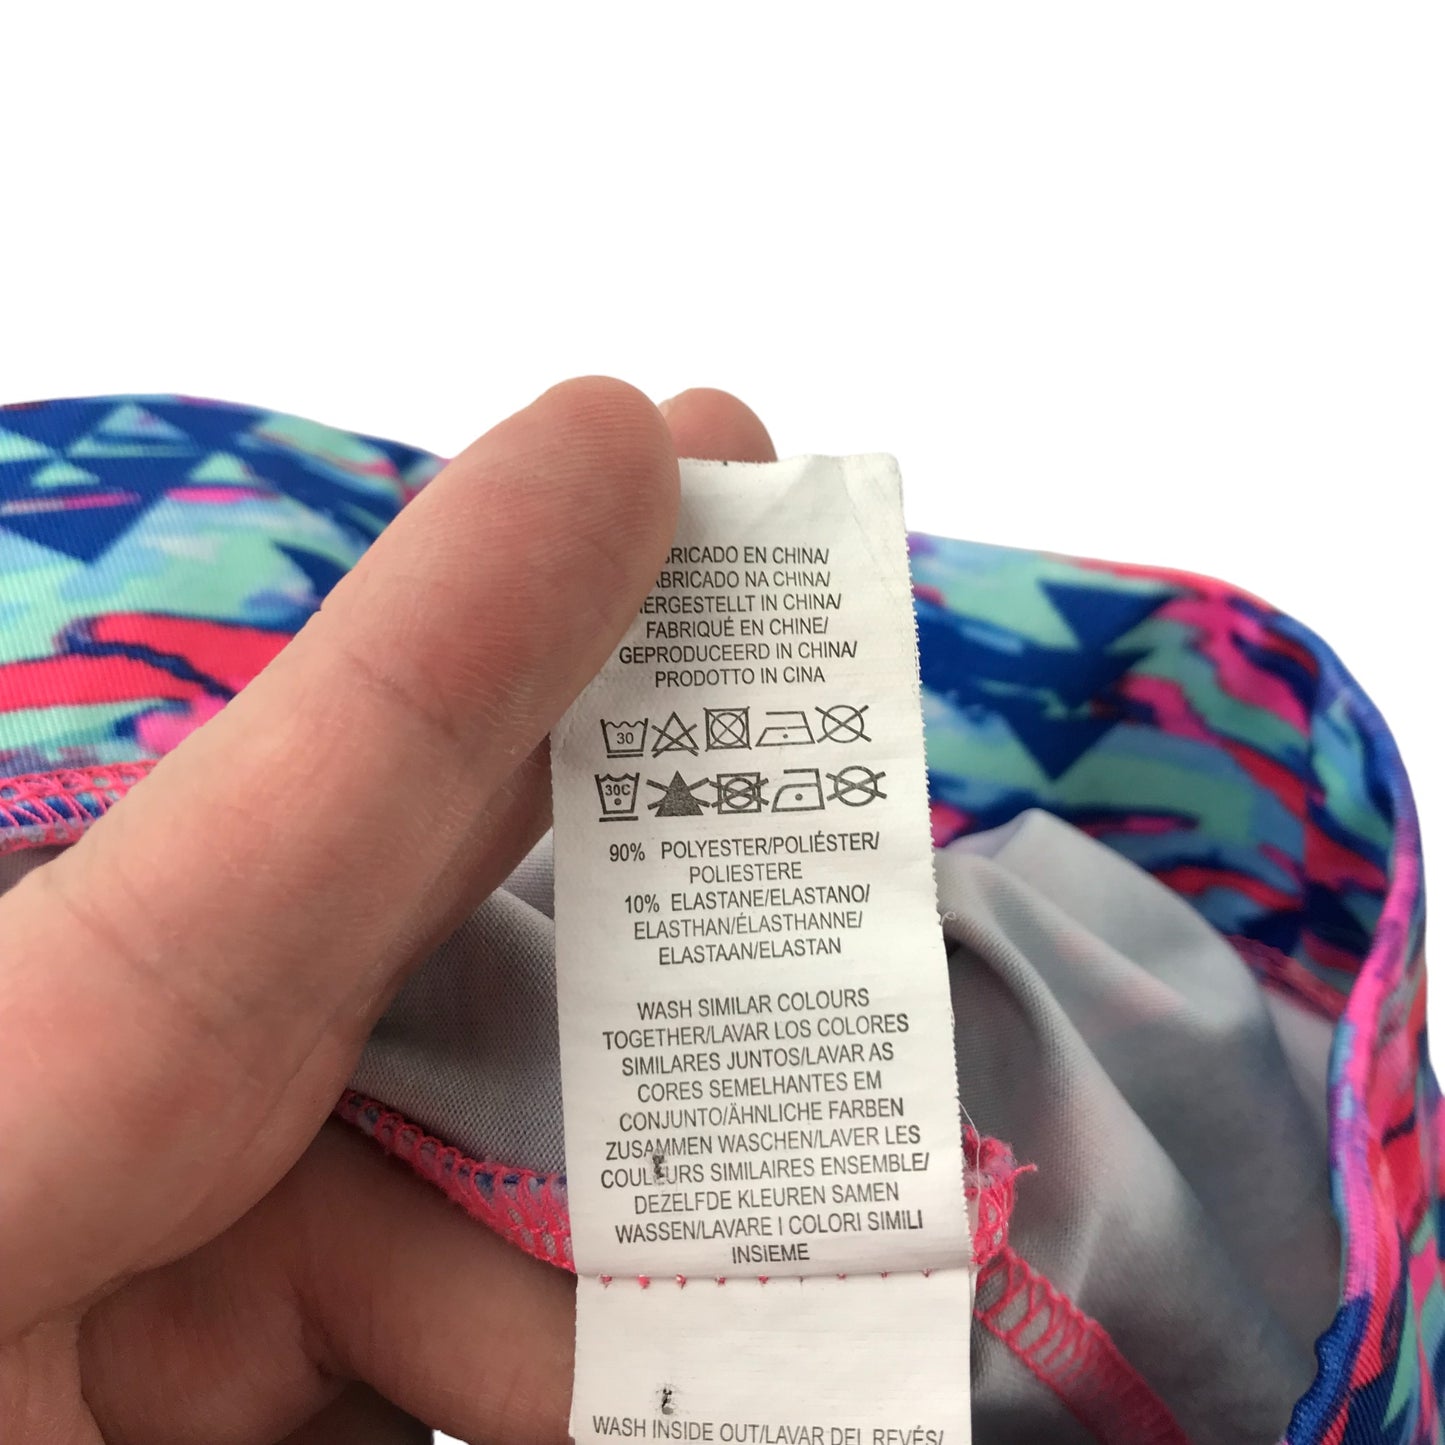 BRICADO EN CHINA/
ABRICADO NA CHINA/
HERGESTELLT IN CHINA/
FABRIQUÉ EN CHINE/
GEPRODUCEERD IN CHINA/
PRODOTTO IN CINA
30
30C
90% POLYESTER/POLIÉSTER/
POLIESTERE
10% ELASTANE/ELASTANO/
ELASTHAN/ÉLASTHANNE/
ELASTAAN/ELASTAN
WASH SIMILAR COLOURS
TOGETHER/LAVAR LOS COLORES
SIMILARES JUNTOS/LAVAR AS
CORES SEMELHANTES EM
CONJUNTO/ÄHNLICHE FARBEN
ZUSAMMEN WASCHEN/LAVER LES
COULEURS SIMILAIRES ENSEMBLE/
DEZELFDE KLEUREN SAMEN
WASSEN/LAVARE I COLORI SIMILI
INSIEME
WASH INSIDE OUT/LAVAR DEL REVÉS/